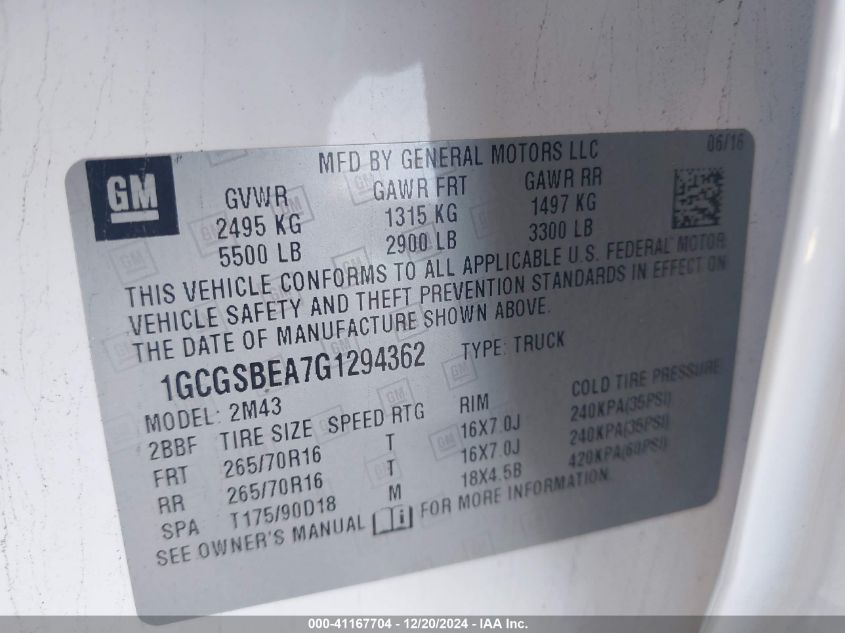 06/16
MFD BY GENERAL MOTORS LLC
GM
GVWR GAWR FRT GAWR RR
2495 KG 1315 KG 1497 KG
5500 LB 2900 LB 3300 LB
THIS VEHICLE CONFORMS TO ALL APPLICABLE U.S. FEDERAL MOTOR
VEHICLE SAFETY AND THEFT PREVENTION STANDARDS IN EFFECT ON
THE DATE OF MANUFACTURE SHOWN ABOVE.
1GCGSBEA7G1294362 TYPE: TRUCK
MODEL: 2M43
2BBF TIRE SIZE SPEED RTG RIM COLD TIRE PRESSURE
FRT 265/70R16 T 16X7.0J 240KPA(35PSI)
RR 265/70R16 T 16X7.0J 240KPA(35PSI)
SPA T175/90D18 M 18X4.5B 420KPA(60PSI)
SEE OWNER'S MANUAL FOR MORE INFORMATION.
000-41167704 - 12/20/2024 - IAA Inc.